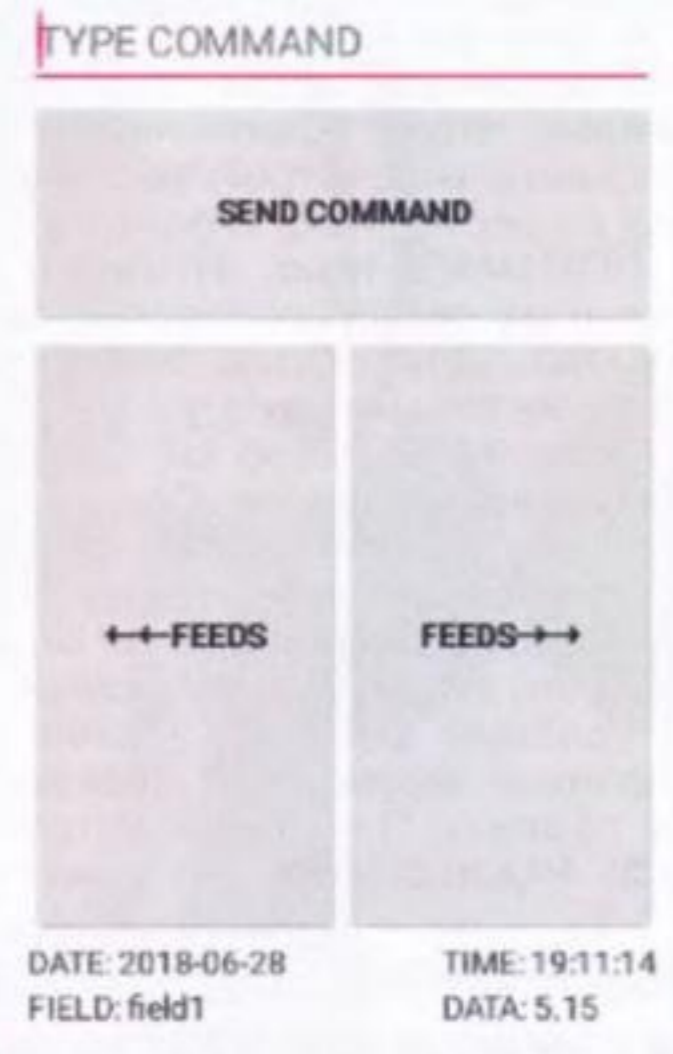 TYPE COMMAND
SEND COMMAND
←←FEEDS
FEEDS→→
DATE: 2018-06-28
TIME: 19:11:14
FIELD: field1
DATA: 5.15